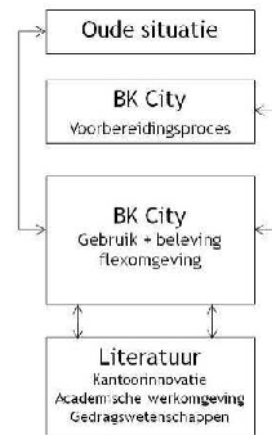 Oude situatie
BK City
Voorbereidingsproces
BK City
Gebruik + beleving
flexomgeving
Literatuur
Kantoorinnovatie
Academische werkomgeving
Gedragswetenschappen